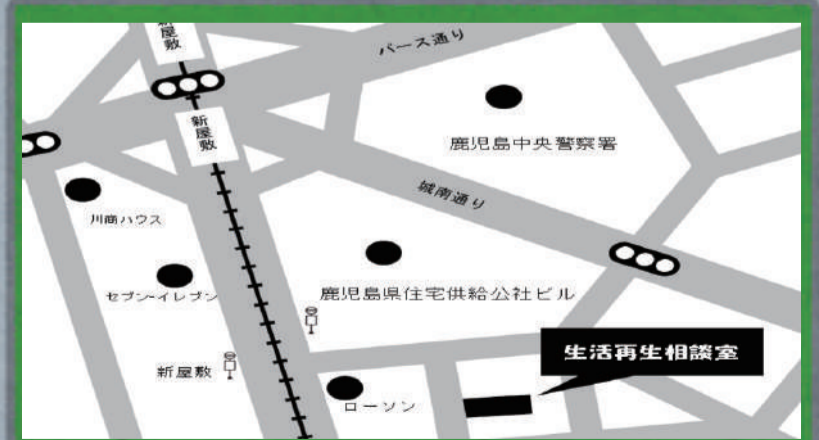 新屋敷
パース通り
新屋敷
鹿児島中央警察署
城南通り
川商ハウス
セブン-イレブン
鹿児島県住宅供給公社ビル
生活再生相談室
新屋敷
ローソン